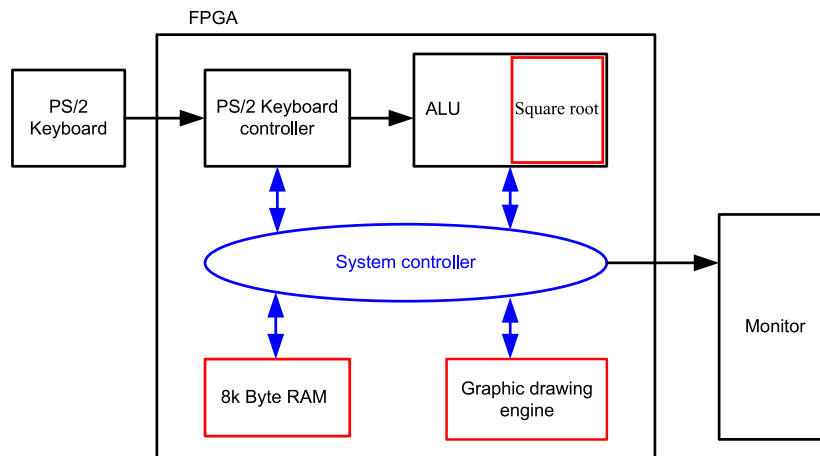 FPGA
PS/2
Keyboard
PS/2 Keyboard
controller
ALU
Square root
System controller
Monitor
8k Byte RAM
Graphic drawing
engine